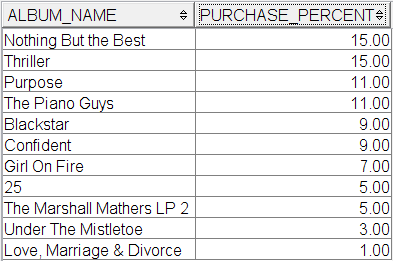 ALBUM_NAME PURCHASE_PERCENT
Nothing But the Best 15.00
Thriller 15.00
Purpose 11.00
The Piano Guys 11.00
Blackstar 9.00
Confident 9.00
Girl On Fire 7.00
25 5.00
The Marshall Mathers LP 2 5.00
Under The Mistletoe 3.00
Love, Marriage & Divorce 1.00